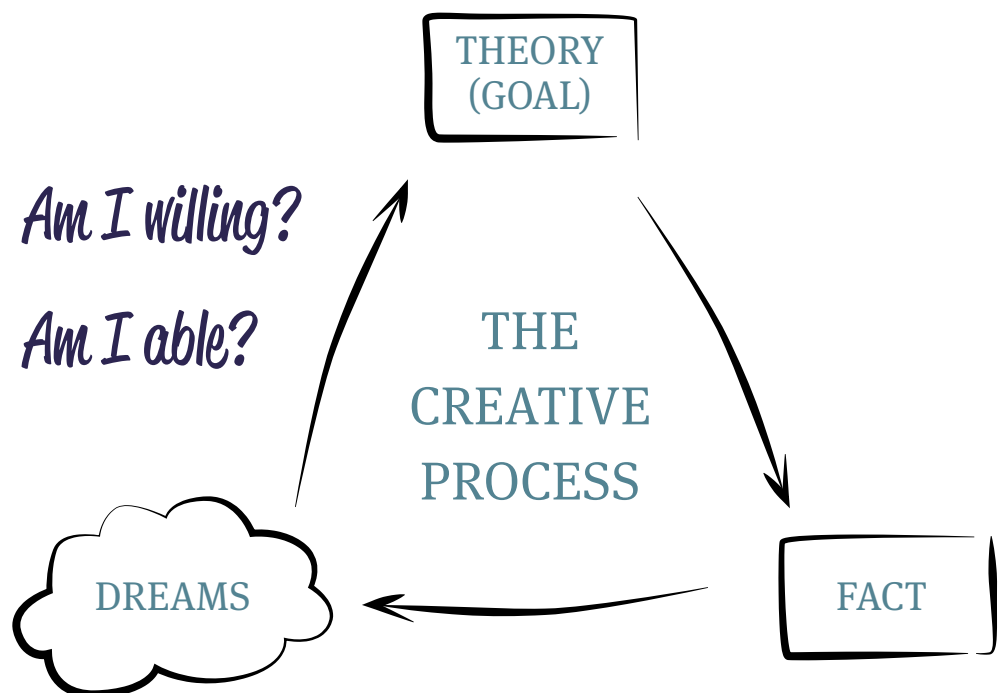 THEORY
(GOAL)
Am I willing?
Am I able?
THE
CREATIVE
PROCESS
DREAMS
FACT